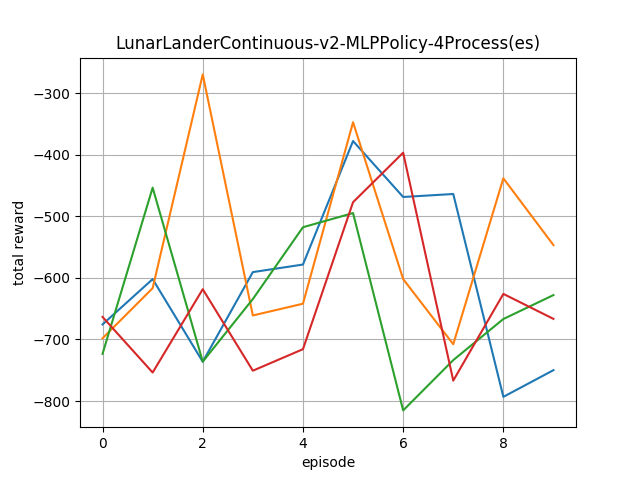 LunarLanderContinuous-v2-MLPPolicy-4Process(es)
total reward
−300
−400
−500
−600
−700
−800
0 2 4 6 8
episode